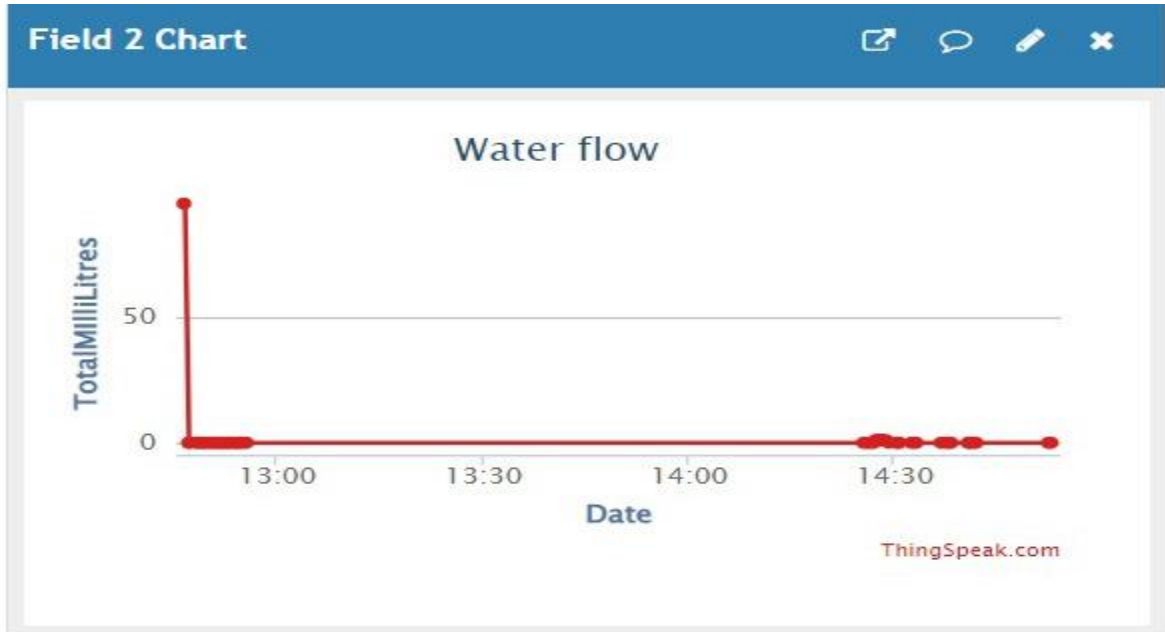 Field 2 Chart
Water flow
TotalMIlliLitres
50
0
13:00 13:30 14:00 14:30
Date
ThingSpeak.com